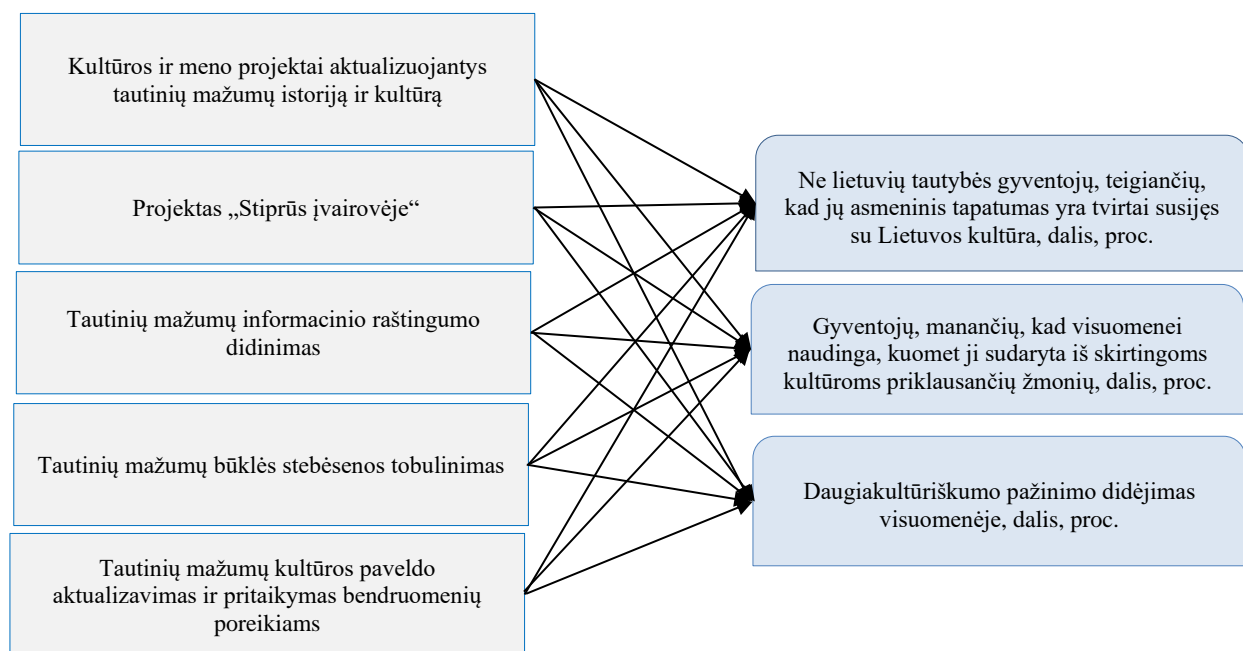 Kultūros ir meno projektai aktualizuojantys
tautinių mažumų istoriją ir kultūrą
Projektas „Stiprūs įvairovėje“
Tautinių mažumų informacinio raštingumo
didinimas
Tautinių mažumų būklės stebėsenos tobulinimas
Tautinių mažumų kultūros paveldo
aktualizavimas ir pritaikymas bendruomenių
poreikiams
Ne lietuvių tautybės gyventojų, teigiančių,
kad jų asmeninis tapatumas yra tvirtai susijęs
su Lietuvos kultūra, dalis, proc.
Gyventojų, manančių, kad visuomenei
naudinga, kuomet ji sudaryta iš skirtingoms
kultūroms priklausančių žmonių, dalis, proc.
Daugiakultūriškumo pažinimo didėjimas
visuomenėje, dalis, proc.